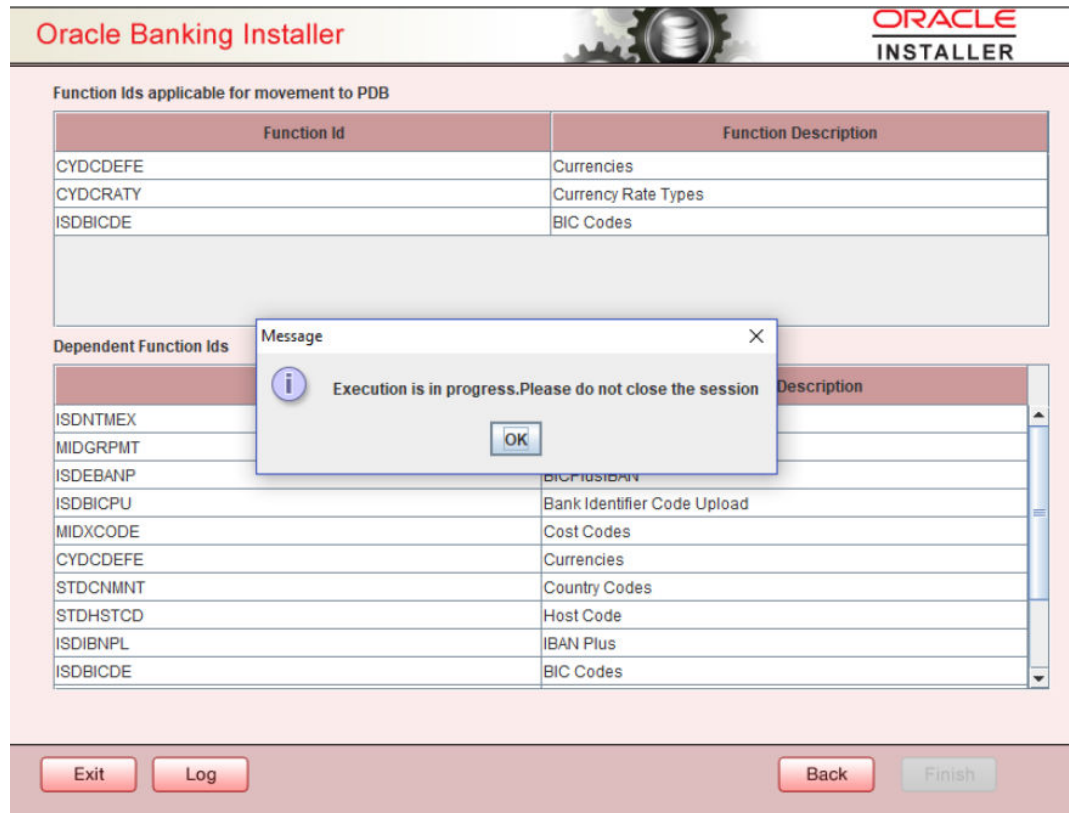 Oracle Banking Installer
ORACLE
INSTALLER
Function Ids applicable for movement to PDB
Function Id Function Description
CYDCDEFE Currencies
CYDCRATY Currency Rate Types
ISDBICDE BIC Codes
Message
Execution is in progress.Please do not close the session
OK
Dependent Function Ids
Description
ISDNTMEX
MIDGRPMT
ISDEBANP BICPlusIBAN
ISDBICPU Bank Identifier Code Upload
MIDXCODE Cost Codes
CYDCDEFE Currencies
STDCNMNT Country Codes
STDHSTCD Host Code
ISDIBNPL IBAN Plus
ISDBICDE BIC Codes
Exit Log Back Finish